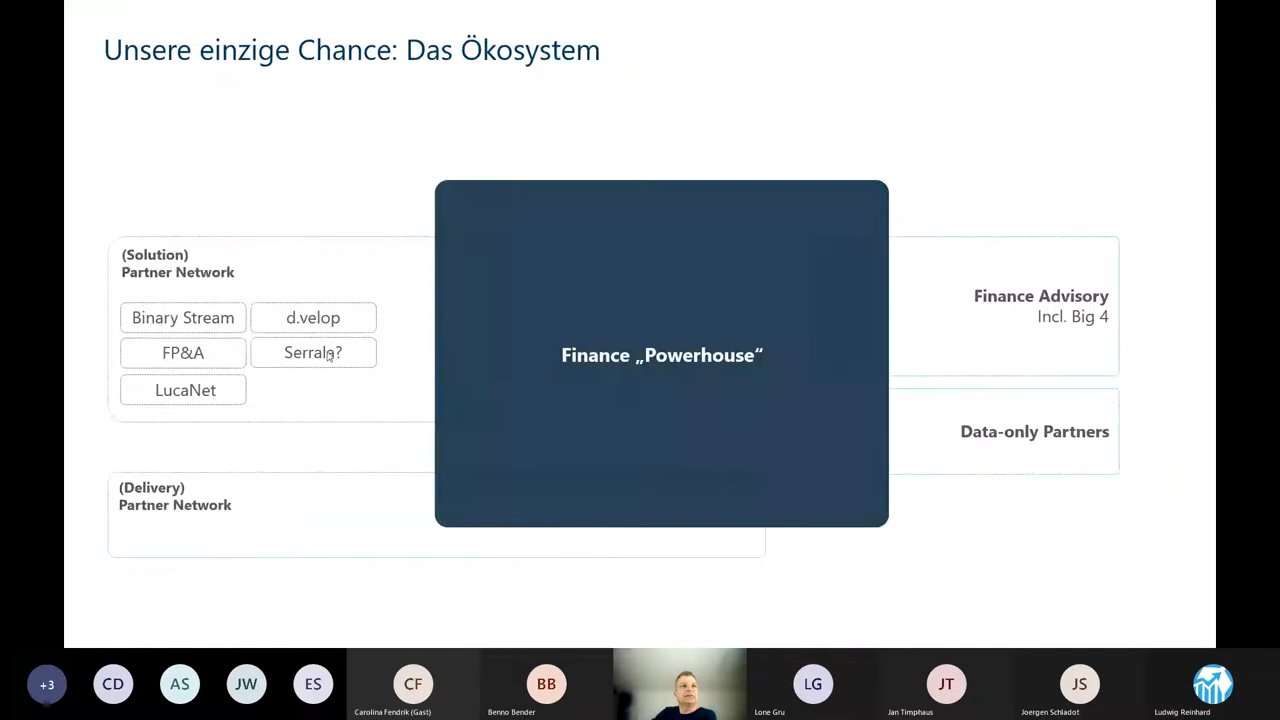 Unsere einzige Chance: Das Ökosystem
(Solution)
Partner Network
Binary Stream
d.velop
FP&A
Serrala?
LucaNet
Finance „Powerhouse“
Finance Advisory
Incl. Big 4
Data-only Partners
(Delivery)
Partner Network
+3
CD
AS
JW
ES
CF
Carolina Fendrik (Gast)
BB
Benno Bender
LG
Lone Gru
JT
Jan Timphaus
JS
Joergen Schladot
Ludwig Reinhard